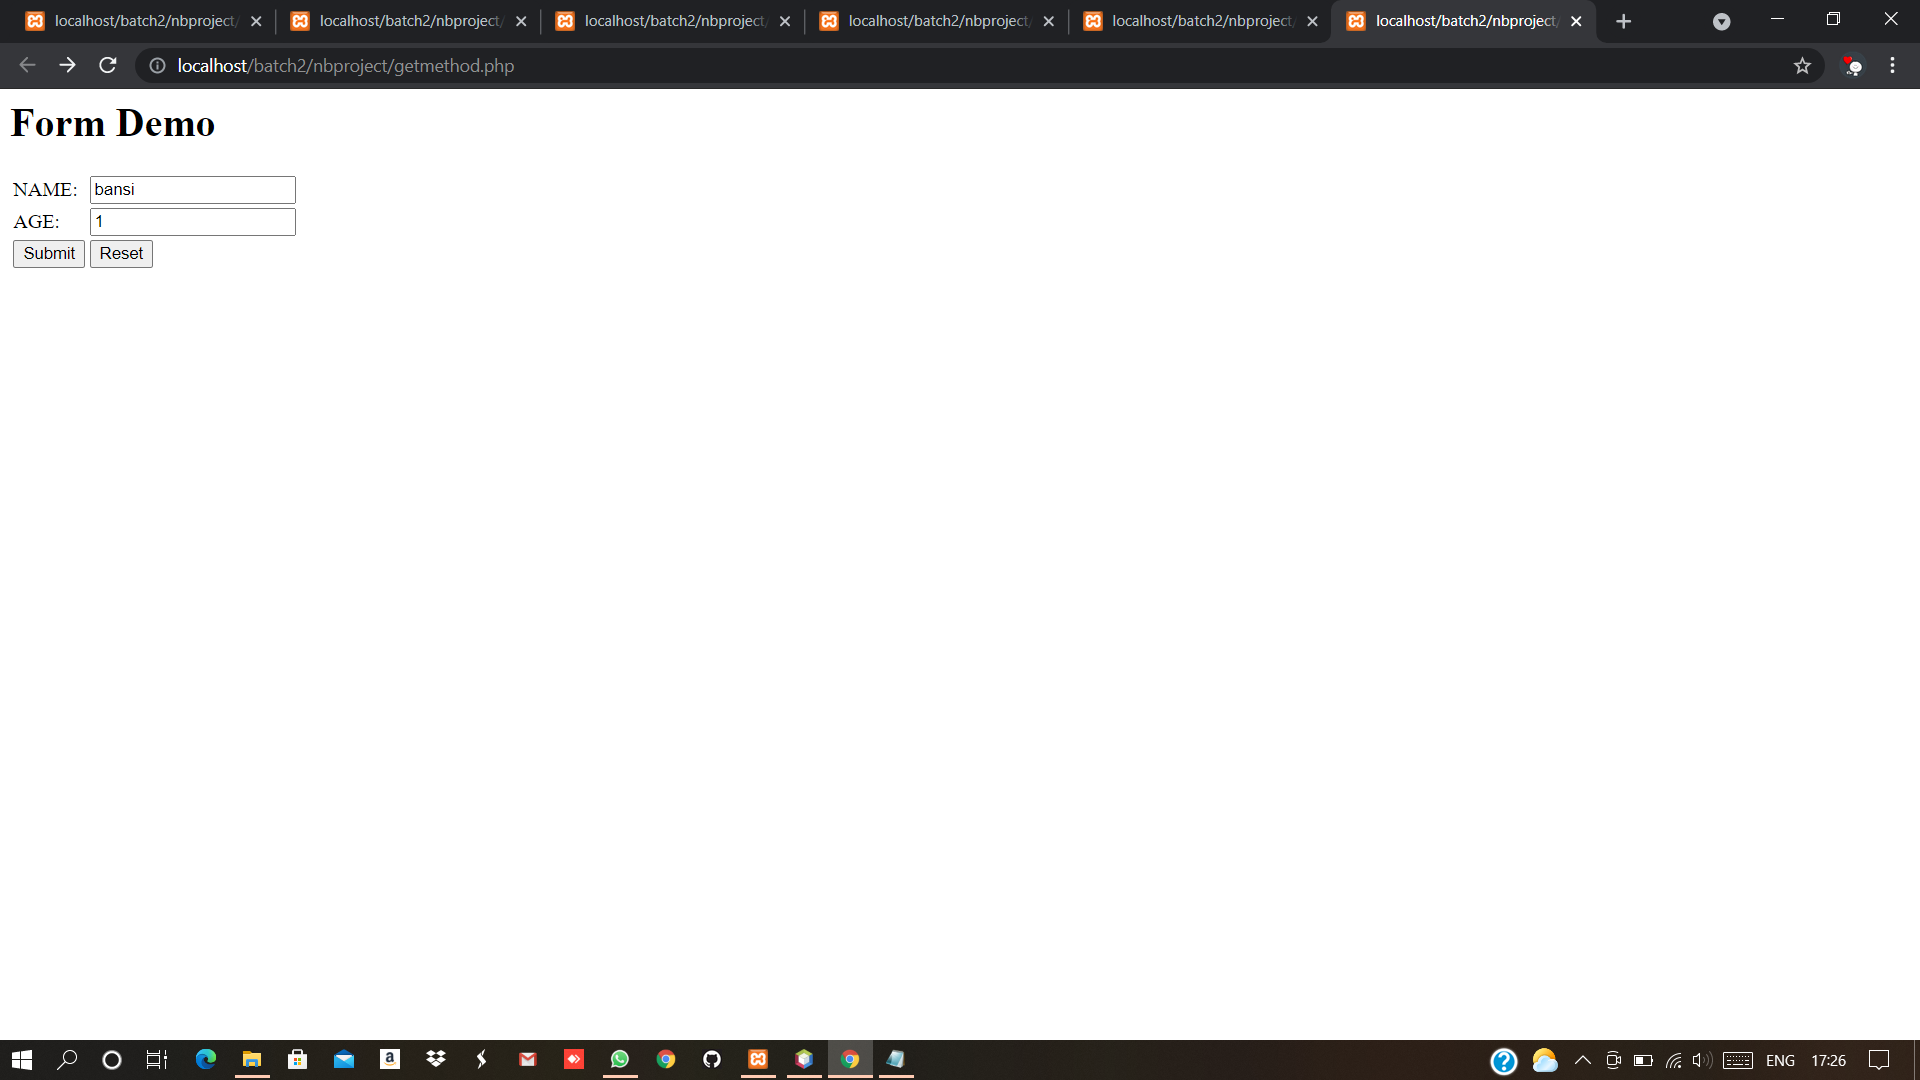 localhost/batch2/nbproject/
localhost/batch2/nbproject/
localhost/batch2/nbproject/
localhost/batch2/nbproject/
localhost/batch2/nbproject/
localhost/batch2/nbproject/
localhost/batch2/nbproject/getmethod.php
Form Demo
NAME: bansi
AGE: 1
Submit Reset
ENG 17:26